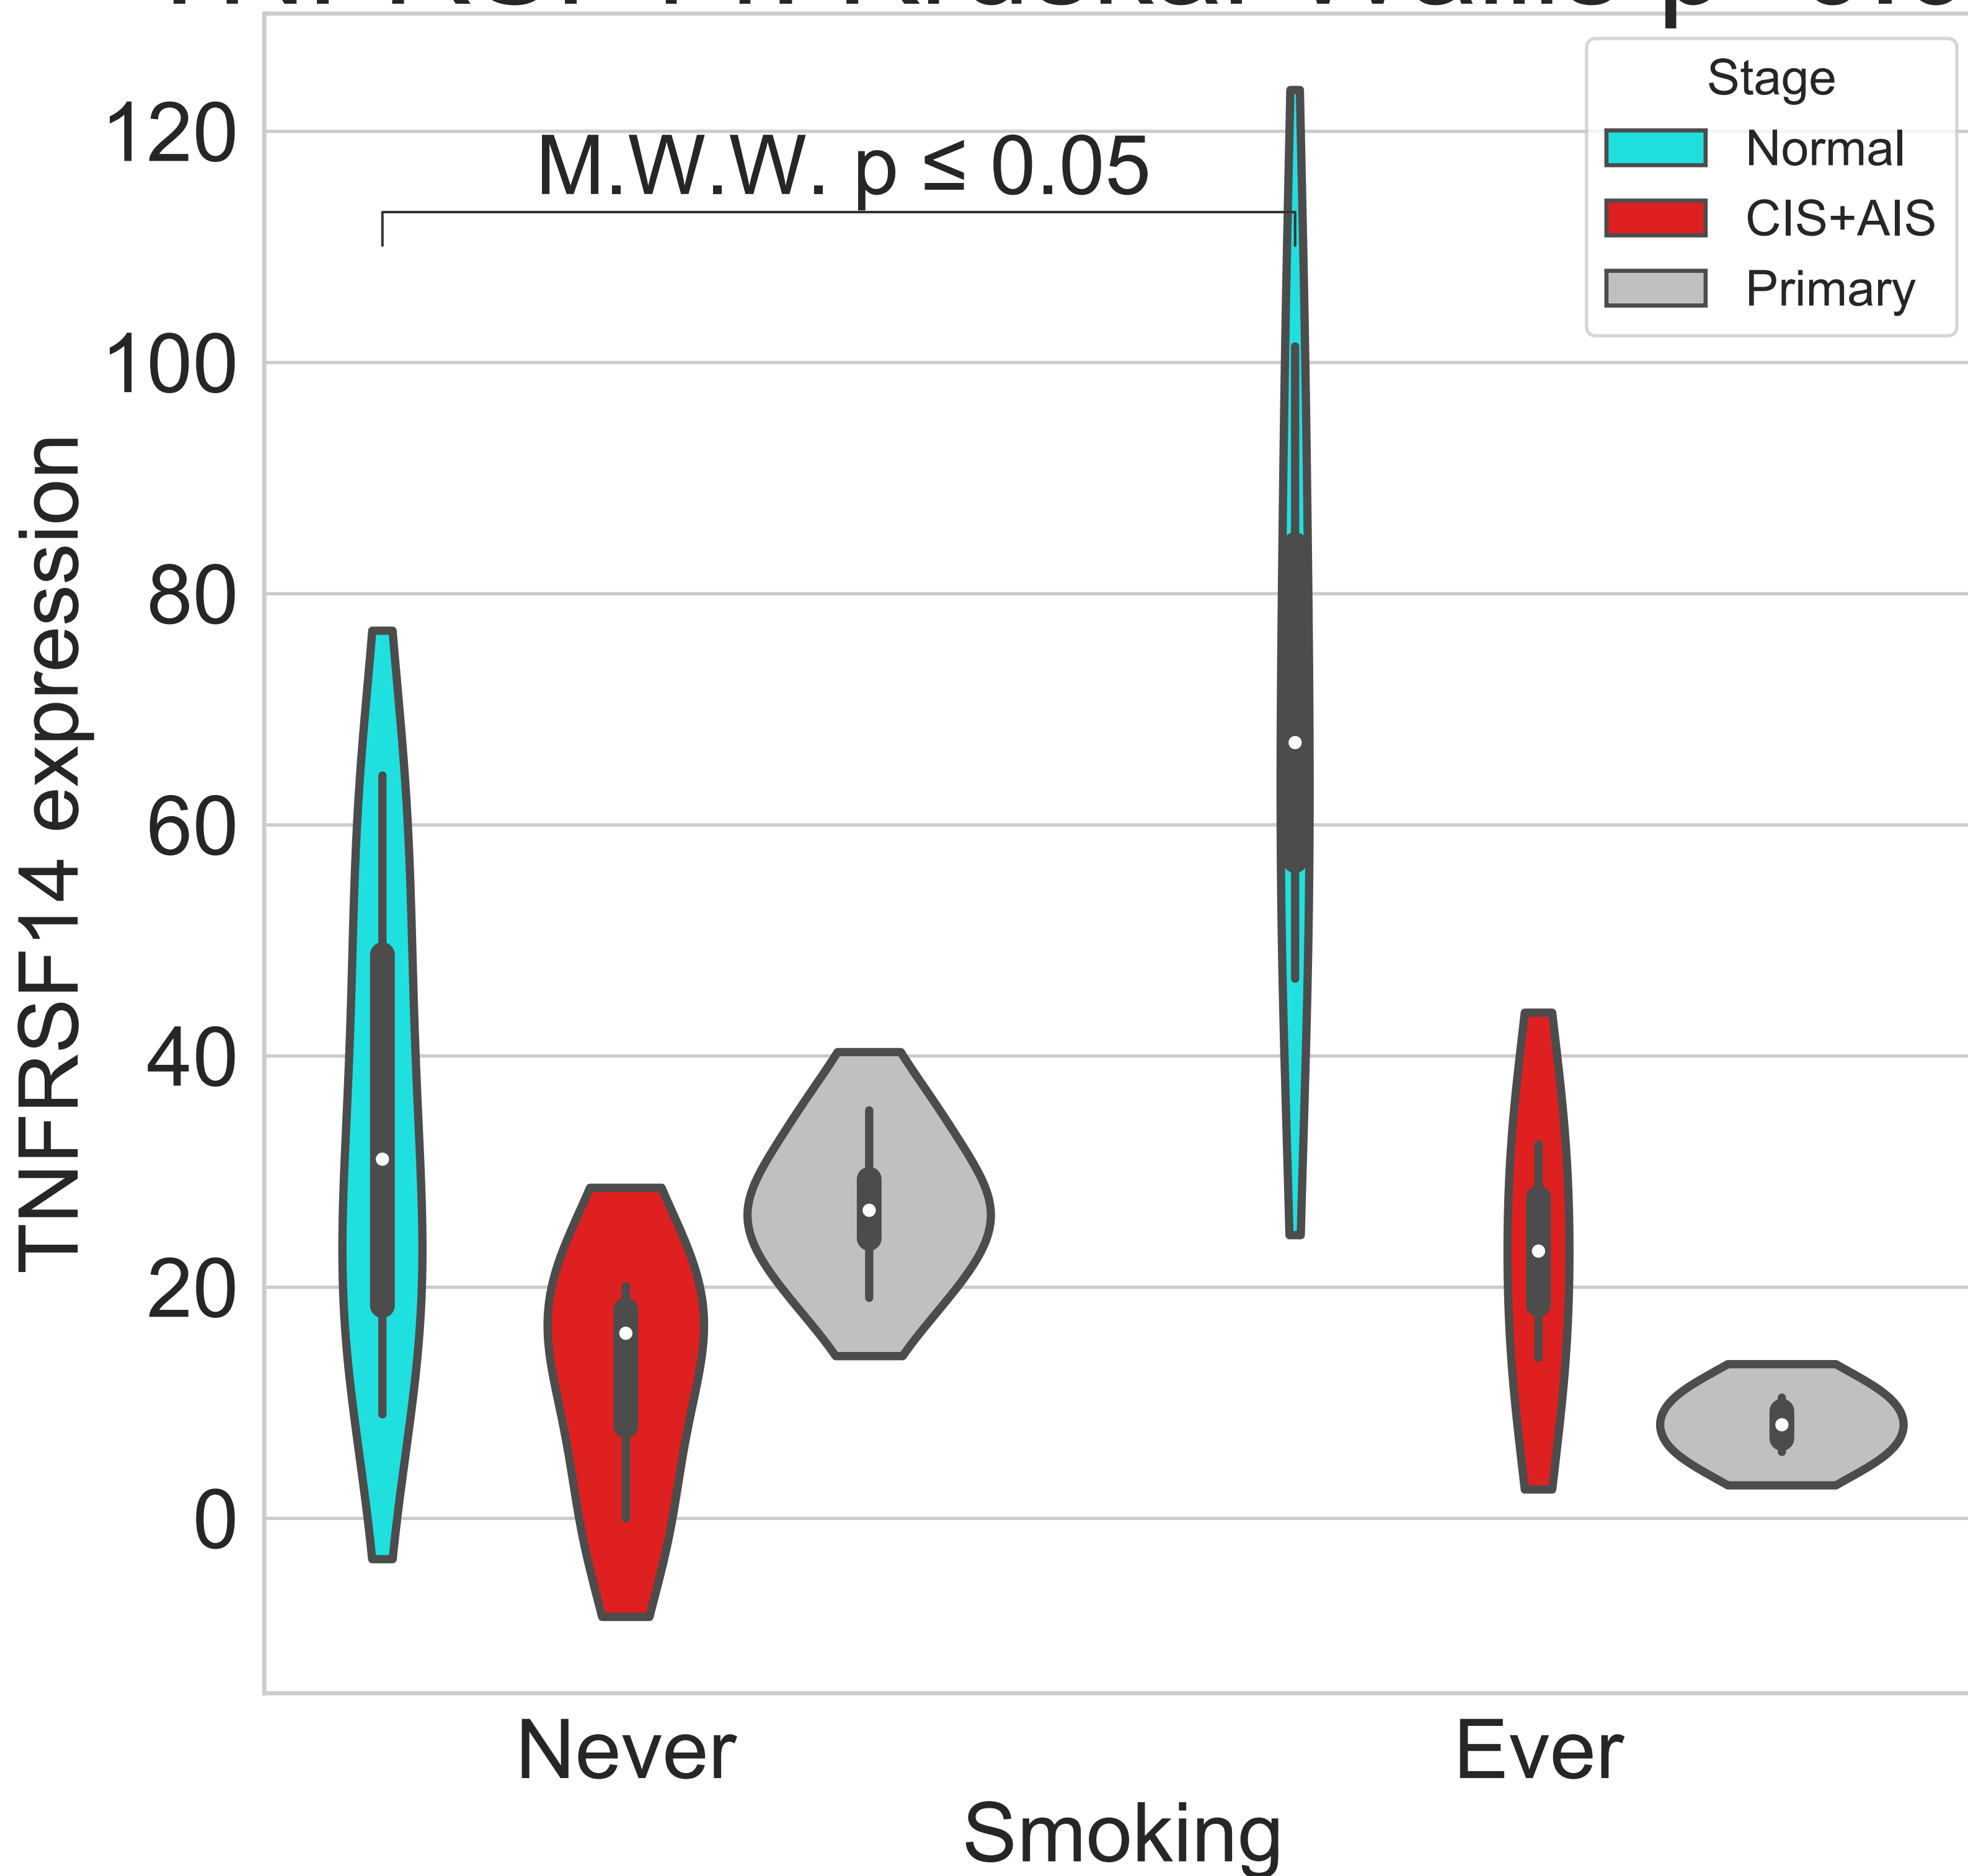 120
100
80
60
40
20
0
TNFRSF14 expression
M.W.W. p ≤ 0.05
Stage
Normal
CIS+AIS
Primary
Never
Ever
Smoking